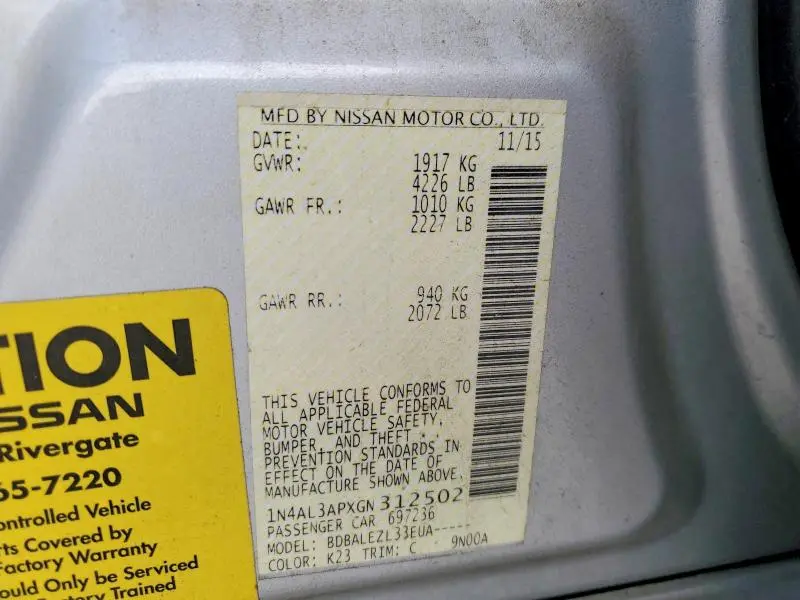 MFD BY NISSAN MOTOR CO., LTD.
DATE: 11/15
GVWR: 1917 KG
4226 LB
GAWR FR.: 1010 KG
2227 LB
GAWR RR.: 940 KG
2072 LB
THIS VEHICLE CONFORMS TO
ALL APPLICABLE FEDERAL
MOTOR VEHICLE SAFETY,
BUMPER, AND THEFT
PREVENTION STANDARDS IN
EFFECT ON THE DATE OF
MANUFACTURE SHOWN ABOVE.
1N4AL3APXGN312502
PASSENGER CAR 697236
MODEL: BDBALEZL33EUA-----
COLOR: K23 TRIM: C 9N00A
TION
SSAN
Rivergate
65-7220
ontrolled Vehicle
ts Covered by
Factory Warranty
ould Only be Serviced
Factory Trained